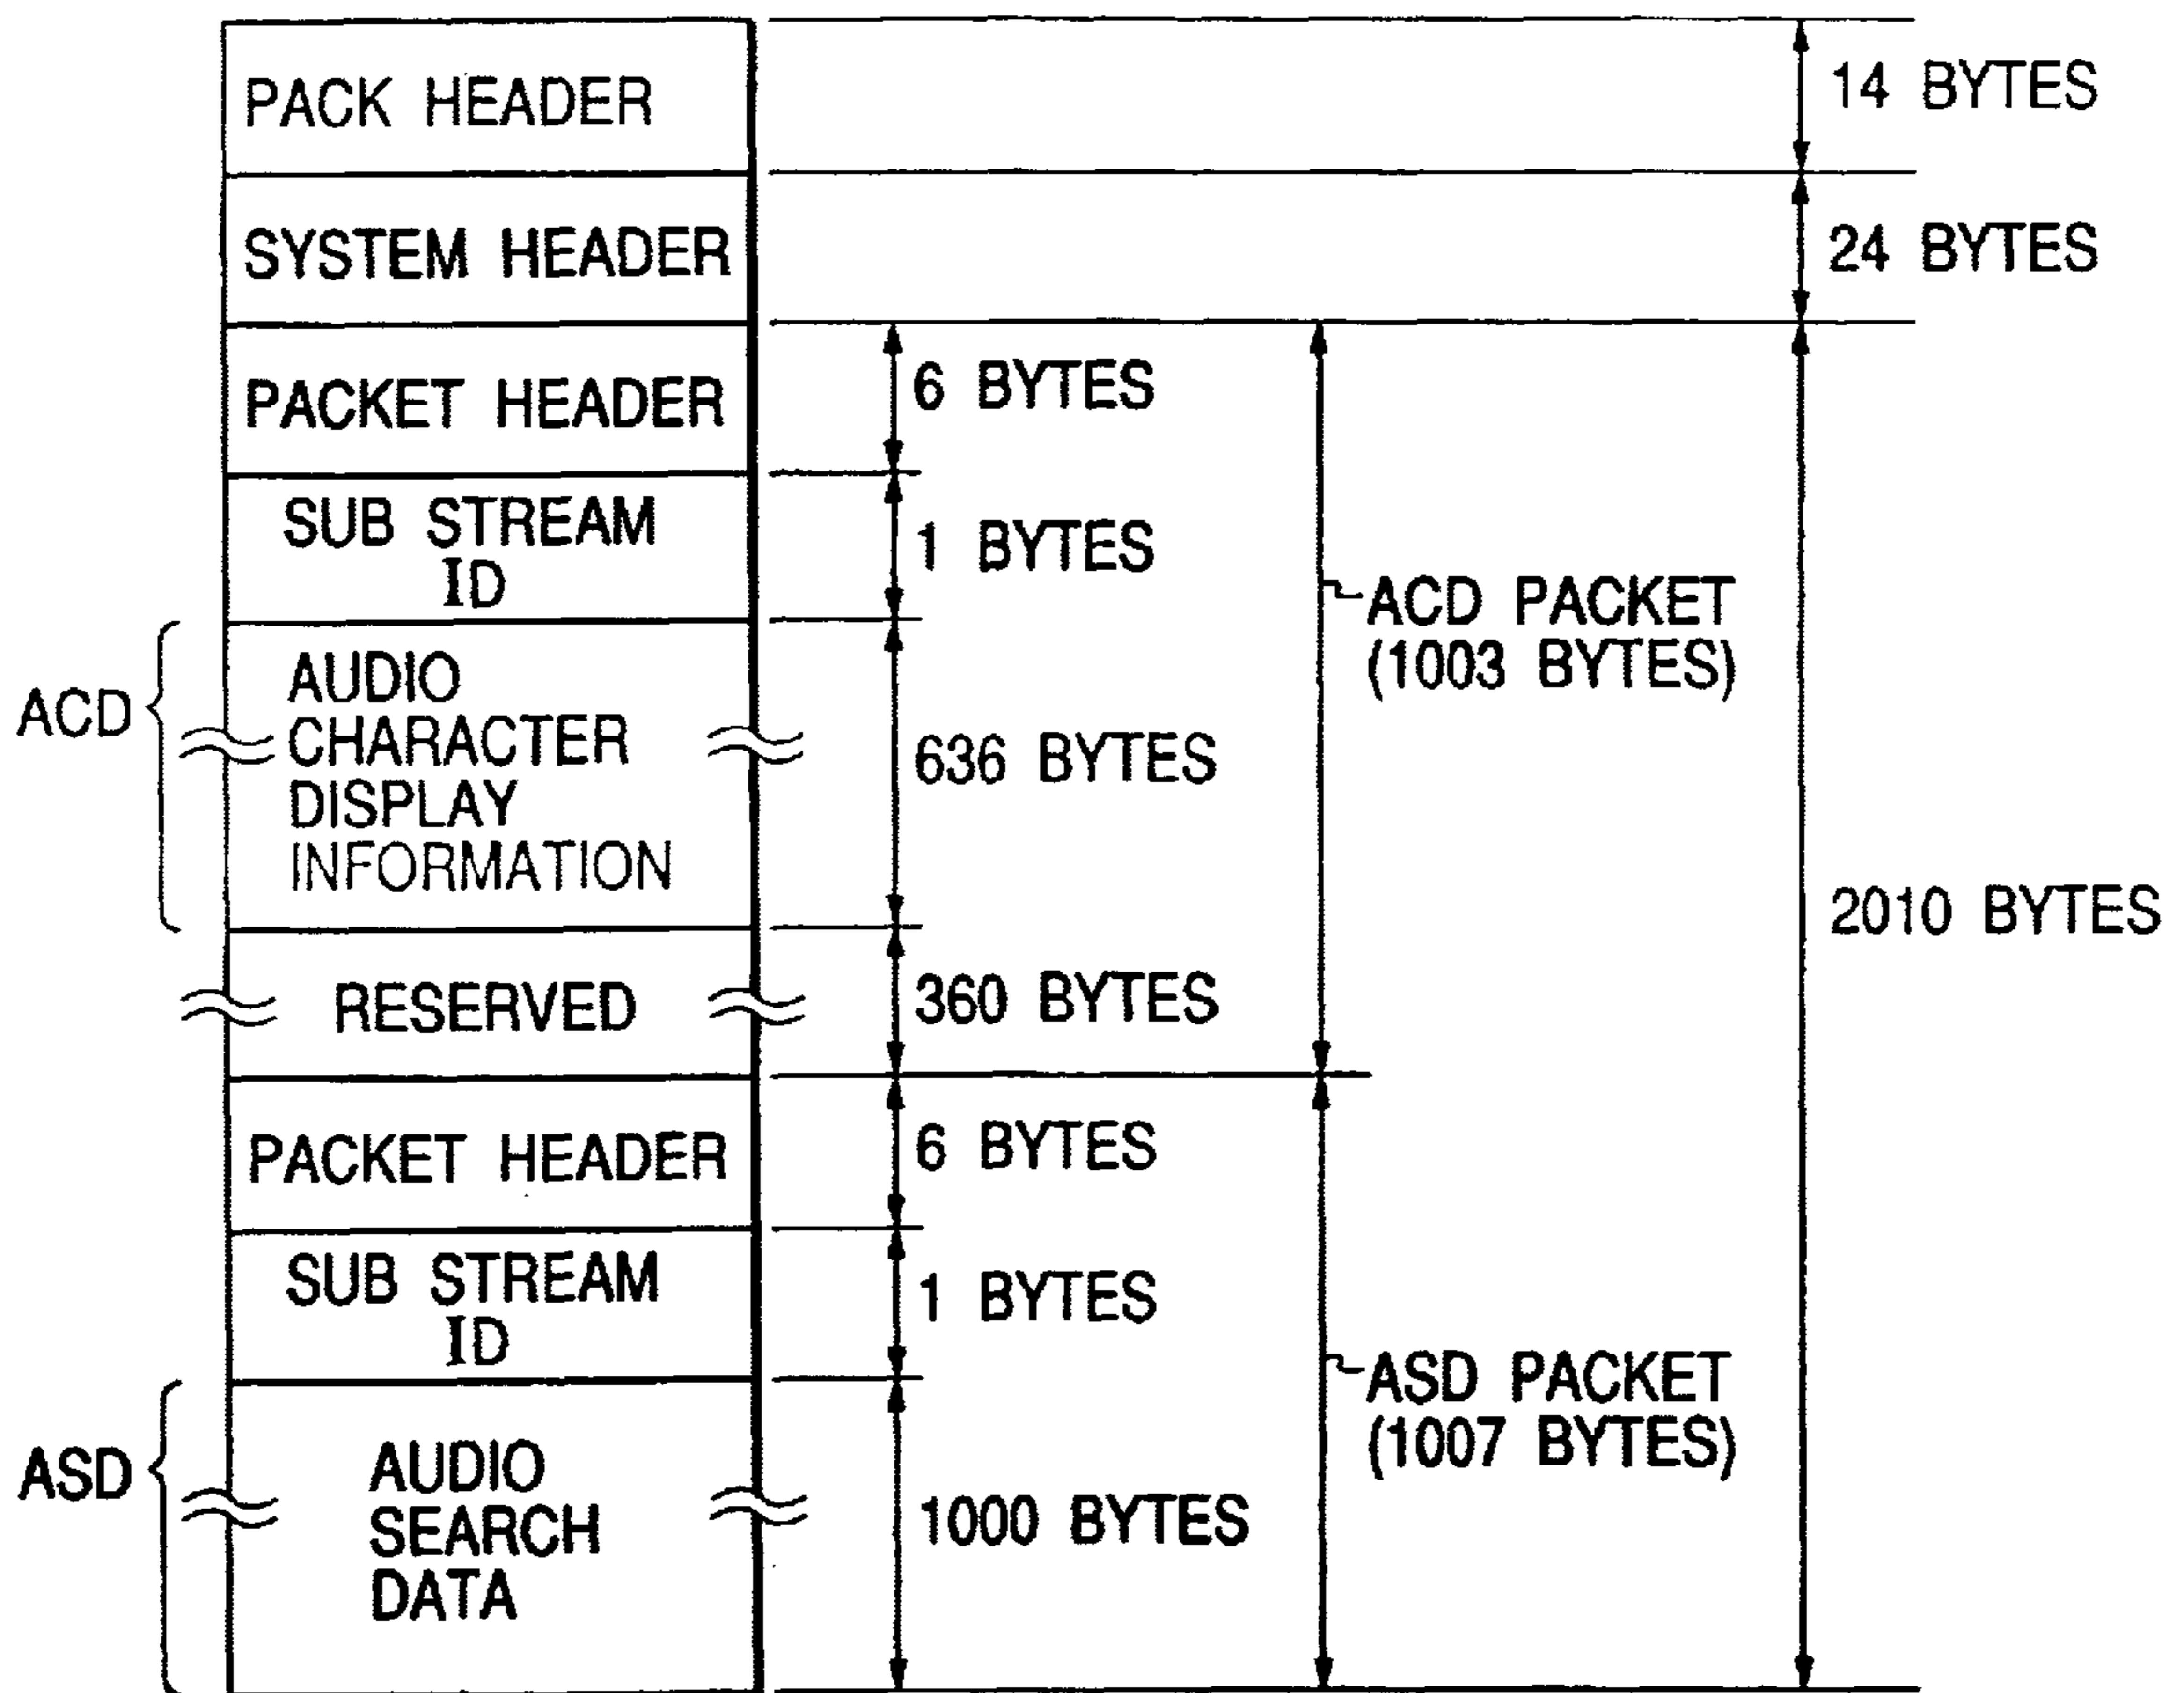 PACK HEADER
14 BYTES
SYSTEM HEADER
24 BYTES
PACKET HEADER
6 BYTES
SUB STREAM
ID
1 BYTES
ACD PACKET
(1003 BYTES)
ACD
AUDIO
CHARACTER
DISPLAY
INFORMATION
636 BYTES
2010 BYTES
RESERVED
360 BYTES
PACKET HEADER
6 BYTES
SUB STREAM
ID
1 BYTES
ASD PACKET
(1007 BYTES)
ASD
AUDIO
SEARCH
DATA
1000 BYTES